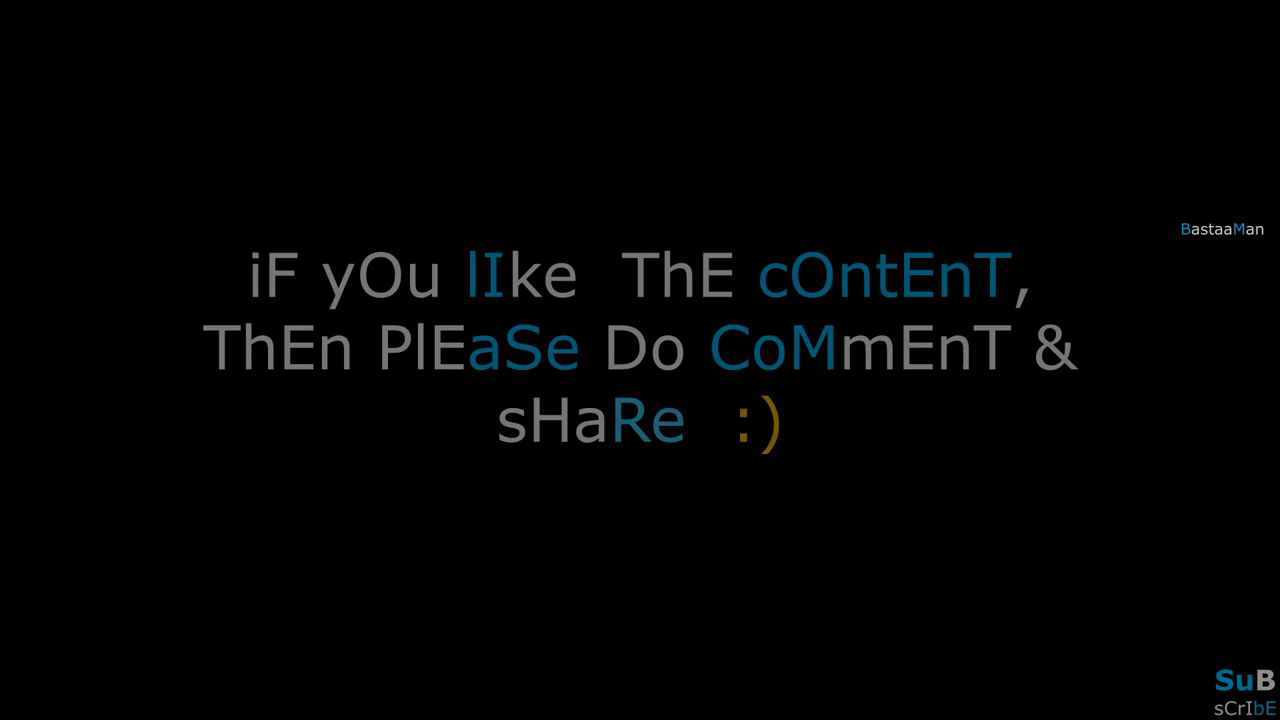 BastaaMan
iF yOu lIke ThE cOntEnT,
ThEn PlEaSe Do CoMmEnT &
sHaRe :)
SuB
sCrIbE